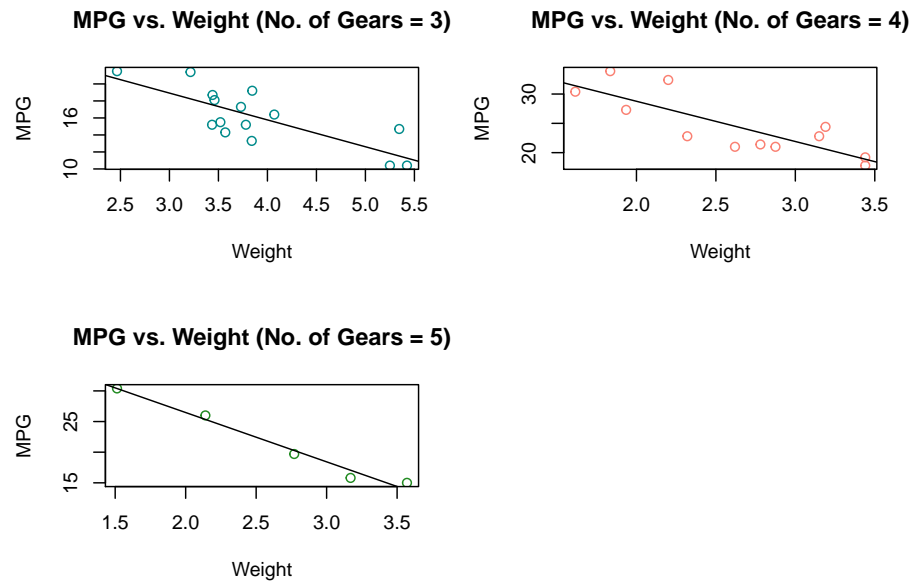 MPG vs. Weight (No. of Gears = 3)
MPG
10 16
2.5 3.0 3.5 4.0 4.5 5.0 5.5
Weight
MPG vs. Weight (No. of Gears = 4)
MPG
20 30
2.0 2.5 3.0 3.5
Weight
MPG vs. Weight (No. of Gears = 5)
MPG
15 25
1.5 2.0 2.5 3.0 3.5
Weight